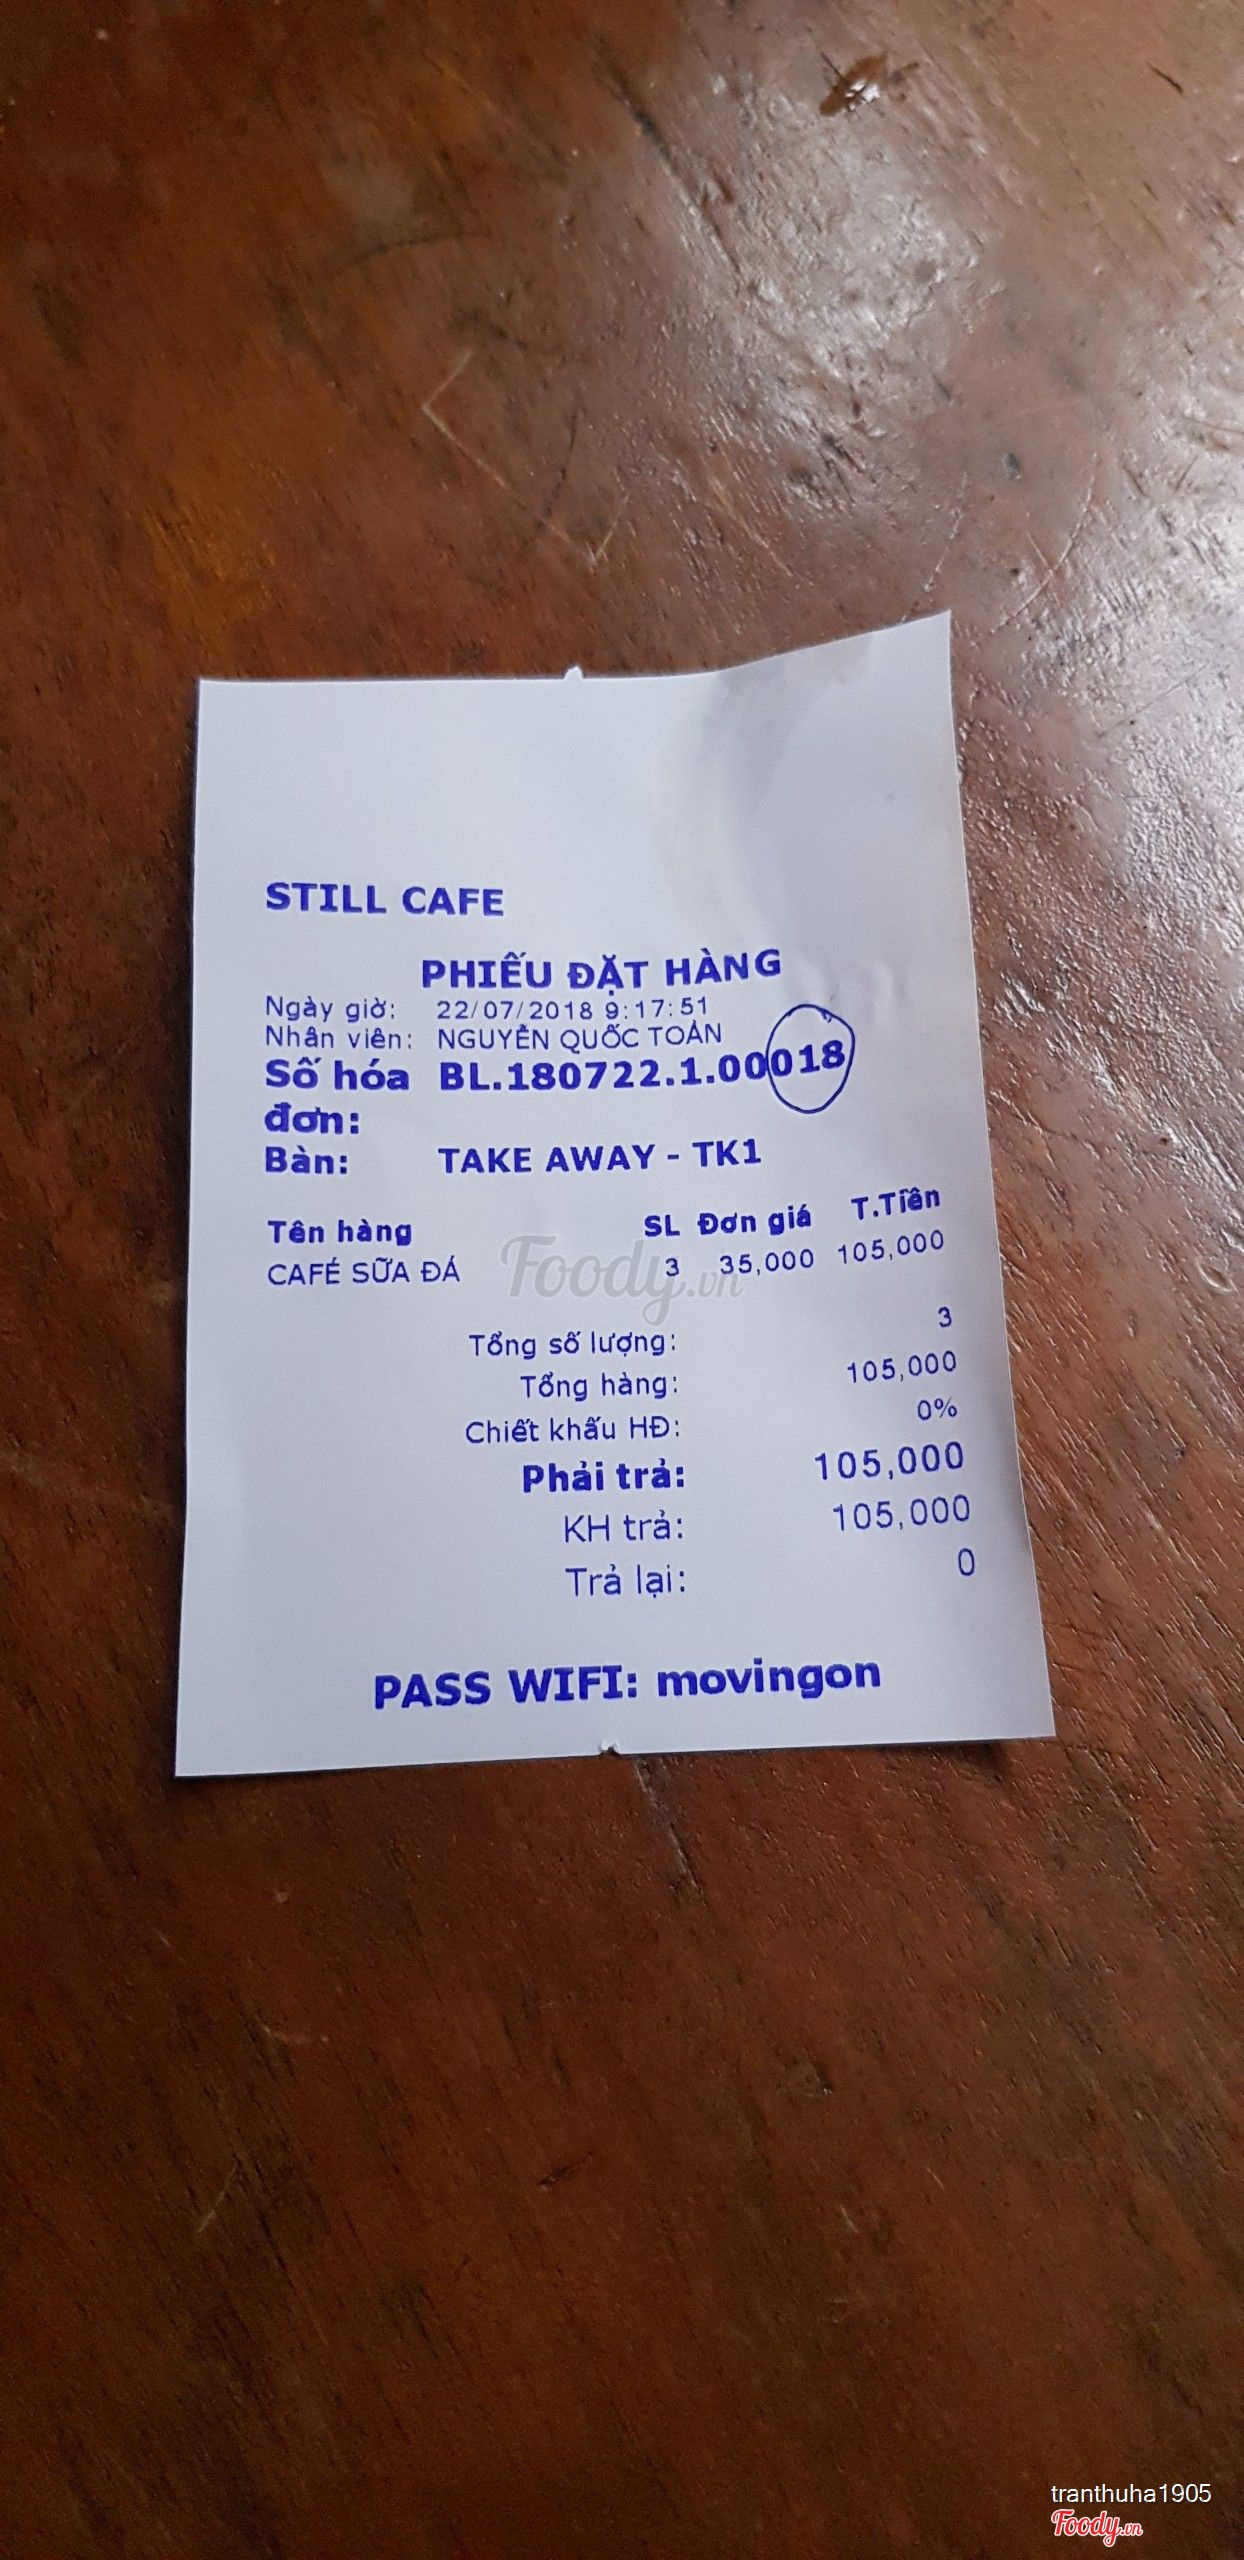 STILL CAFE
PHIẾU ĐẶT HÀNG
Ngày giờ: 22/07/2018 9:17:51
Nhân viên: NGUYỄN QUỐC TOẢN
Số hóa đơn: BL.180722.1.00018
Bàn: TAKE AWAY - TK1
Tên hàng SL Đơn giá T.Tiền
CAFÉ SỮA ĐÁ 3 35,000 105,000
Foody.vn
Tổng số lượng: 3
Tổng hàng: 105,000
Chiết khấu HĐ: 0%
Phải trả: 105,000
KH trả: 105,000
Trả lại: 0
PASS WIFI: movingon
tranthuha1905
Foody.vn